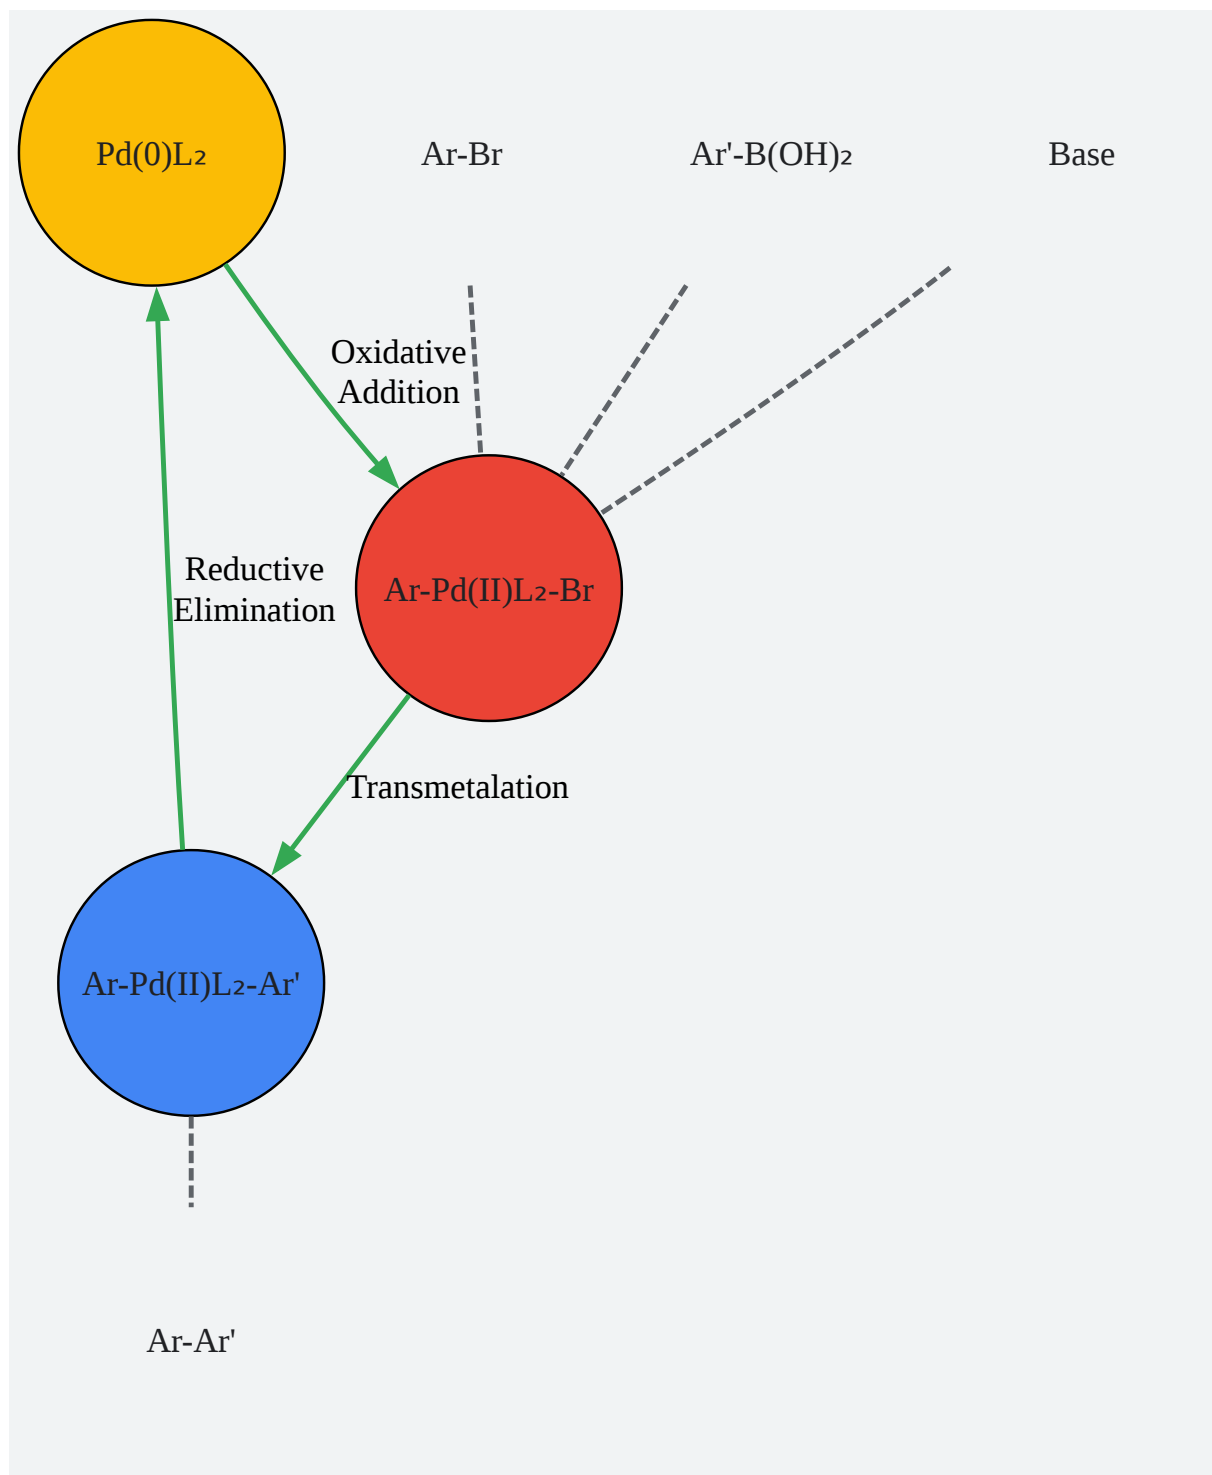 Pd(0)L₂
Ar-Br
Ar'-B(OH)₂
Base
Oxidative
Addition
Reductive
Elimination
Ar-Pd(II)L₂-Br
Transmetalation
Ar-Pd(II)L₂-Ar'
Ar-Ar'